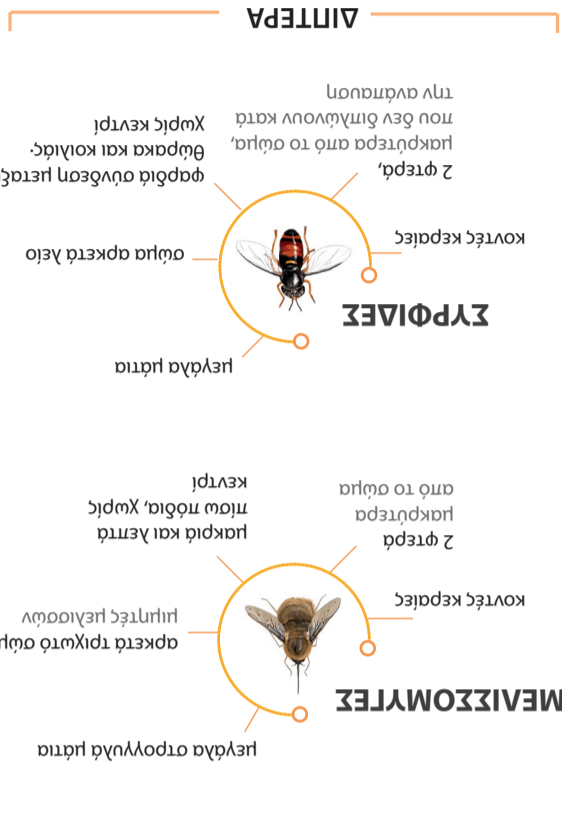 μεγάλα στρογγυλά μάτια
ΜΕΛΙΣΣΟΜΥΓΕΣ
κοντές κεραίες
αρκετά τριχωτό
μιμητές μελισσών
2 φτερά
μακρύτερα
από το σώμα
μακριά και λεπτά
πίσω πόδια, χωρίς
κεντρί
μεγάλα μάτια
ΣΥΡΦΙΔΕΣ
κοντές κεραίες
σώμα αρκετά λείο
2 φτερά,
μακρύτερα από το σώμα,
που δεν διπλώνουν κατά
την ανάπαυση
φαρδιά σύνδεση
θώρακα και κοιλιάς·
χωρίς κεντρί
ΔΙΠΤΕΡΑ